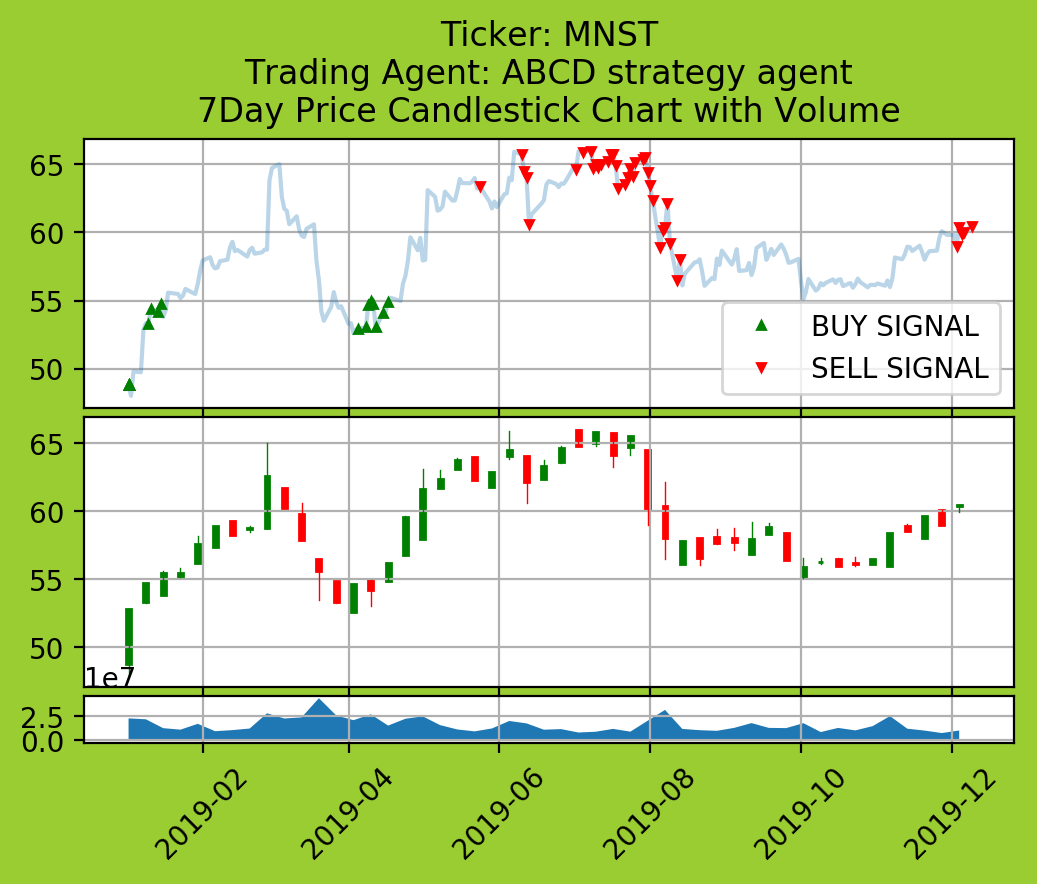 Ticker: MNST
Trading Agent: ABCD strategy agent
7Day Price Candlestick Chart with Volume
65
60
55
50
BUY SIGNAL
SELL SIGNAL
65
60
55
50
1e7
2.5
0.0
2019-02
2019-04
2019-06
2019-08
2019-10
2019-12